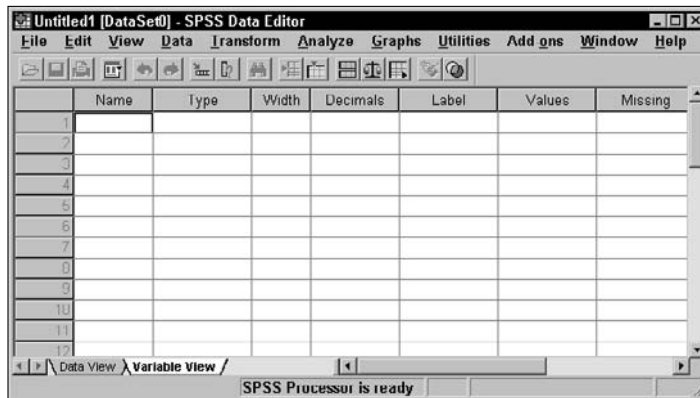 Untitled1 [DataSet0] - SPSS Data Editor
File Edit View Data Transform Analyze Graphs Utilities Add-ons Window Help
Name Type Width Decimals Label Values Missing
1
2
3
4
5
6
7
8
9
10
11
12
Data View Variable View
SPSS Processor is ready